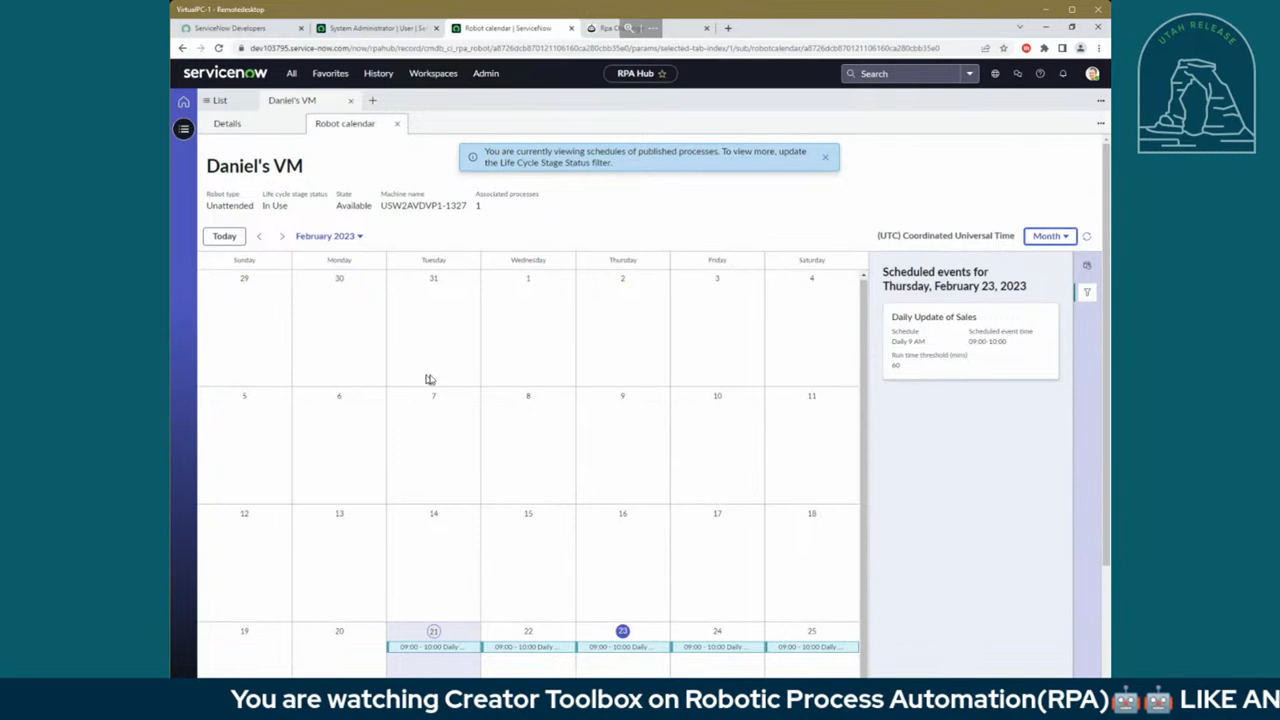 VirtualPC-1 - Remotedesktop
ServiceNow Developers
System Administrator | User | Se
Robot calendar | ServiceNow
Rpa
dev103795.service-now.com/now/rpahub/record/cmdb_ci_rpa_robot/a8726dcb870121106160ca280cbb35e0/params/selected-tab-index/1/sub/robotcalendar/a8726dcb870121106160ca280cbb35e0
servicenow All Favorites History Workspaces Admin RPA Hub Search
List Daniel's VM
Details Robot calendar
You are currently viewing schedules of published processes. To view more, update
the Life Cycle Stage Status filter.
Daniel's VM
Robot type Life cycle stage status State Machine name Associated processes
Unattended In Use Available USW2AVDVP1-1327 1
Today February 2023 (UTC) Coordinated Universal Time Month
Sunday Monday Tuesday Wednesday Thursday Friday Saturday
29 30 31 1 2 3 4
5 6 7 8 9 10 11
12 13 14 15 16 17 18
19 20 21 22 23 24 25
09:00 - 10:00 Daily ... 09:00 - 10:00 Daily ... 09:00 - 10:00 Daily ... 09:00 - 10:00 Daily ... 09:00 - 10:00 Daily ...
Scheduled events for
Thursday, February 23, 2023
Daily Update of Sales
Schedule Scheduled event time
Daily 9 AM 09:00-10:00
Run time threshold (mins)
60
UTAH RELEASE
You are watching Creator Toolbox on Robotic Process Automation(RPA)🤖🤖 LIKE AN